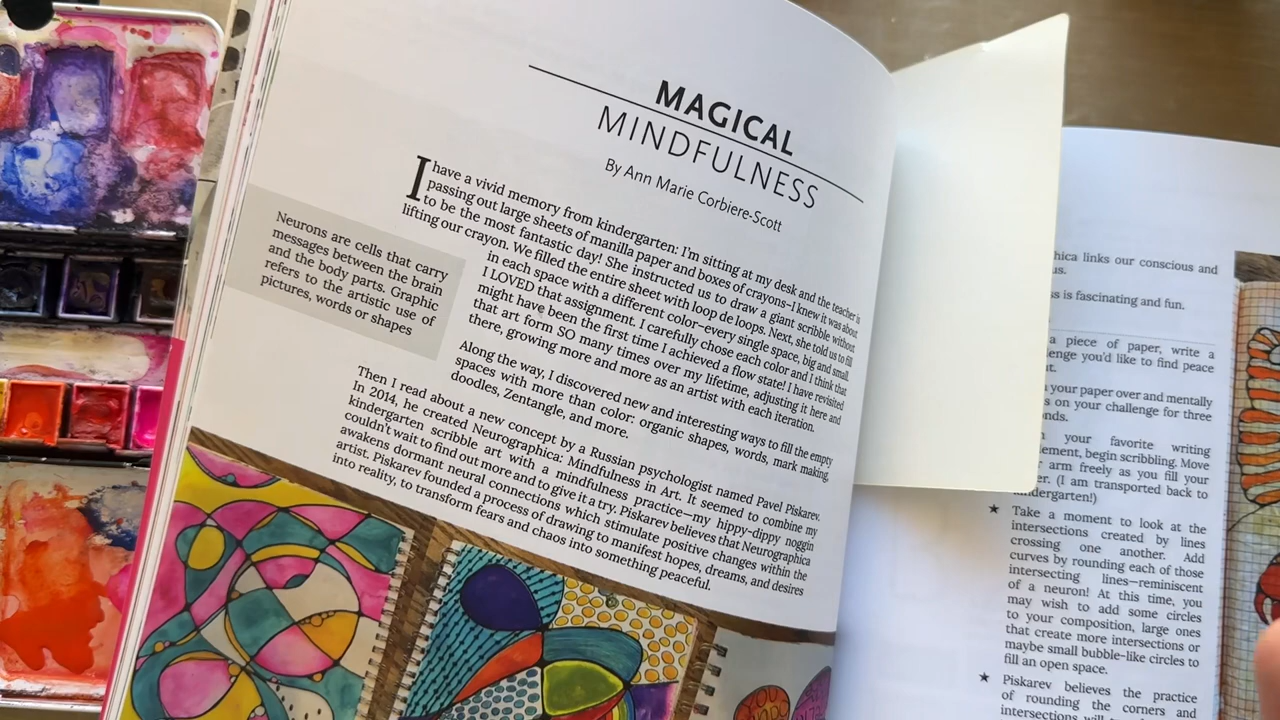 MAGICAL
MINDFULNESS
By Ann Marie Corbiere-Scott
I have a vivid memory from kindergarten: I'm sitting at my desk and the teacher is
passing out large sheets of manilla paper and boxes of crayons–I knew it was about
to be the most fantastic day! She instructed us to draw a giant scribble without
lifting our crayon. We filled the entire sheet with loop de loops. Next, she told us to fill
in each space with a different color–every single space, big and small.
I LOVED that assignment. I carefully chose each color and I think that
might have been the first time I achieved a flow state! I have revisited
that art form SO many times over my lifetime, adjusting it here and
there, growing more and more as an artist with each iteration.
Neurons are cells that carry
messages between the brain
and the body parts. Graphic
refers to the artistic use of
pictures, words or shapes
Along the way, I discovered new and interesting ways to fill the empty
spaces with more than color: organic shapes, words, mark making,
doodles, Zentangle, and more.
Then I read about a new concept by a Russian psychologist named Pavel Piskarev.
In 2014, he created Neurographica: Mindfulness in Art. It seemed to combine my
kindergarten scribble art with a mindfulness practice—my hippy-dippy noggin
couldn't wait to find out more and to give it a try. Piskarev believes that Neurographica
awakens dormant neural connections which stimulate positive changes within the
artist. Piskarev founded a process of drawing to manifest hopes, dreams, and desires
into reality, to transform fears and chaos into something peaceful.
YOU
links our conscious and
us.
is fascinating and fun.
a piece of paper, write a
you'd like to find peace
your paper over and mentally
on your challenge for three
your favorite writing
begin scribbling. Move
arm freely as you fill your
(I am transported back to
kindergarten!)
★ Take a moment to look at the
intersections created by lines
crossing one another. Add
curves by rounding each of those
intersecting lines—reminiscent
of a neuron! At this time, you
may wish to add some circles
to your composition, large ones
that create more intersections or
maybe small bubble-like circles to
fill an open space.
★ Piskarev believes the practice
of rounding the corners and
intersections will